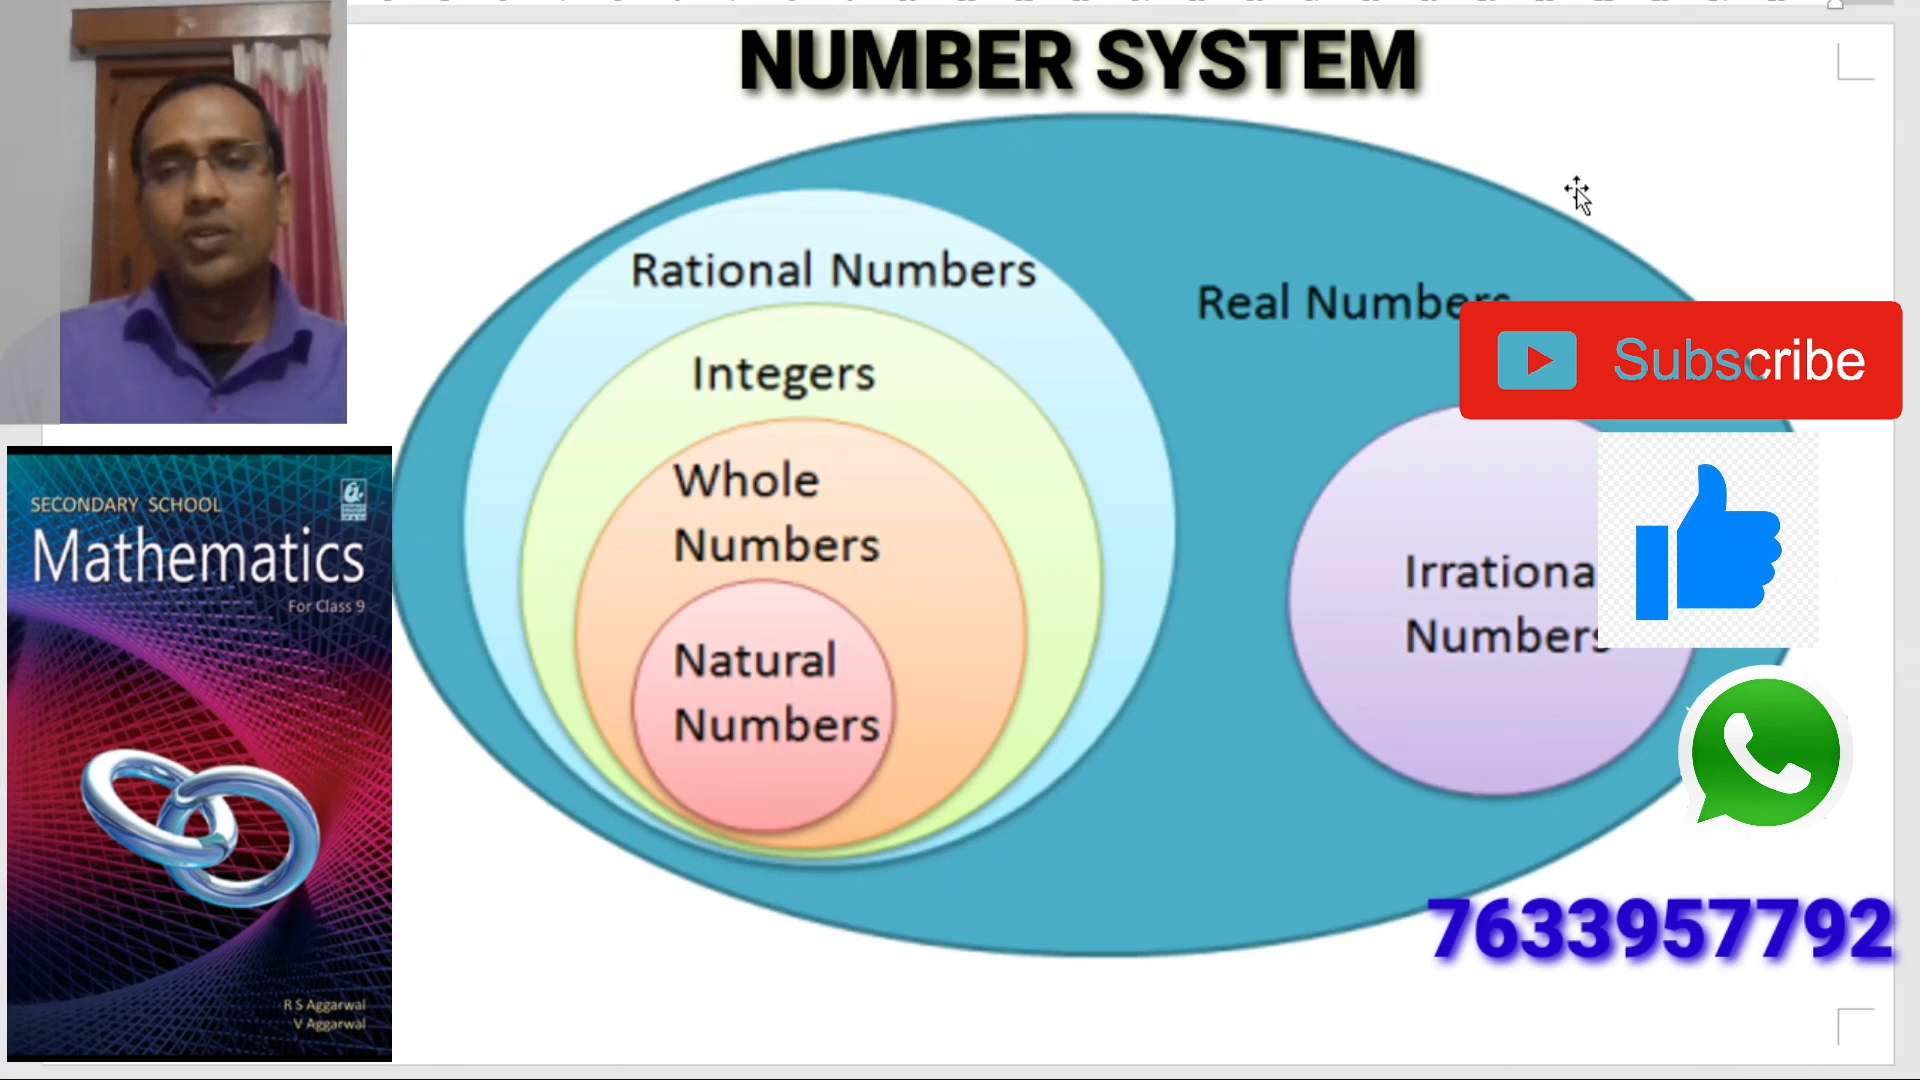 NUMBER SYSTEM
Rational Numbers
Real Numbers
Subscribe
Integers
Whole
Numbers
Irrationa
Numbers
Natural
Numbers
7633957792
SECONDARY SCHOOL
Mathematics
For Class 9
R S Aggarwal
V Aggarwal